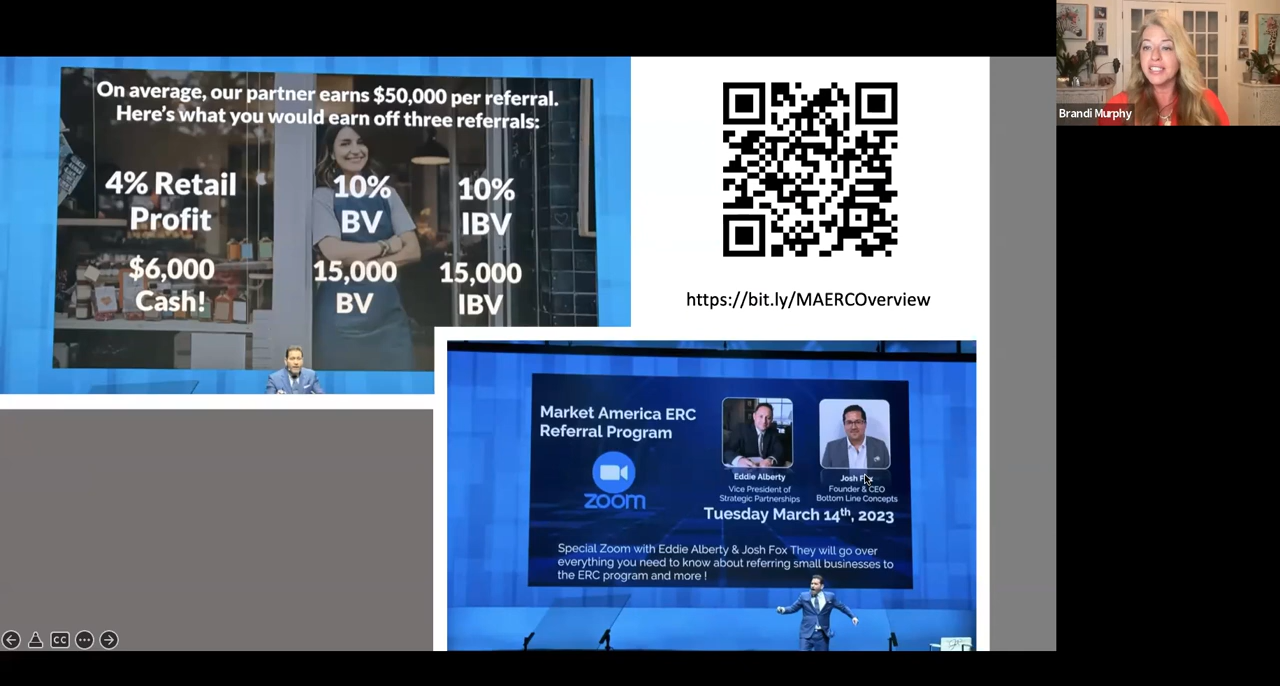 On average, our partner earns $50,000 per referral.
Here's what you would earn off three referrals:
4% Retail
Profit
$6,000
Cash!
10%
BV
15,000
BV
10%
IBV
15,000
IBV
https://bit.ly/MAERCOverview
Brandi Murphy
Market America ERC
Referral Program
zoom
Eddie Alberty
Vice President of
Strategic Partnerships
Founder & CEO
Bottom Line Concepts
Tuesday March 14th, 2023
Special Zoom with Eddie Alberty & Josh Fox They will go over
everything you need to know about referring small businesses to
the ERC program and more !
CC